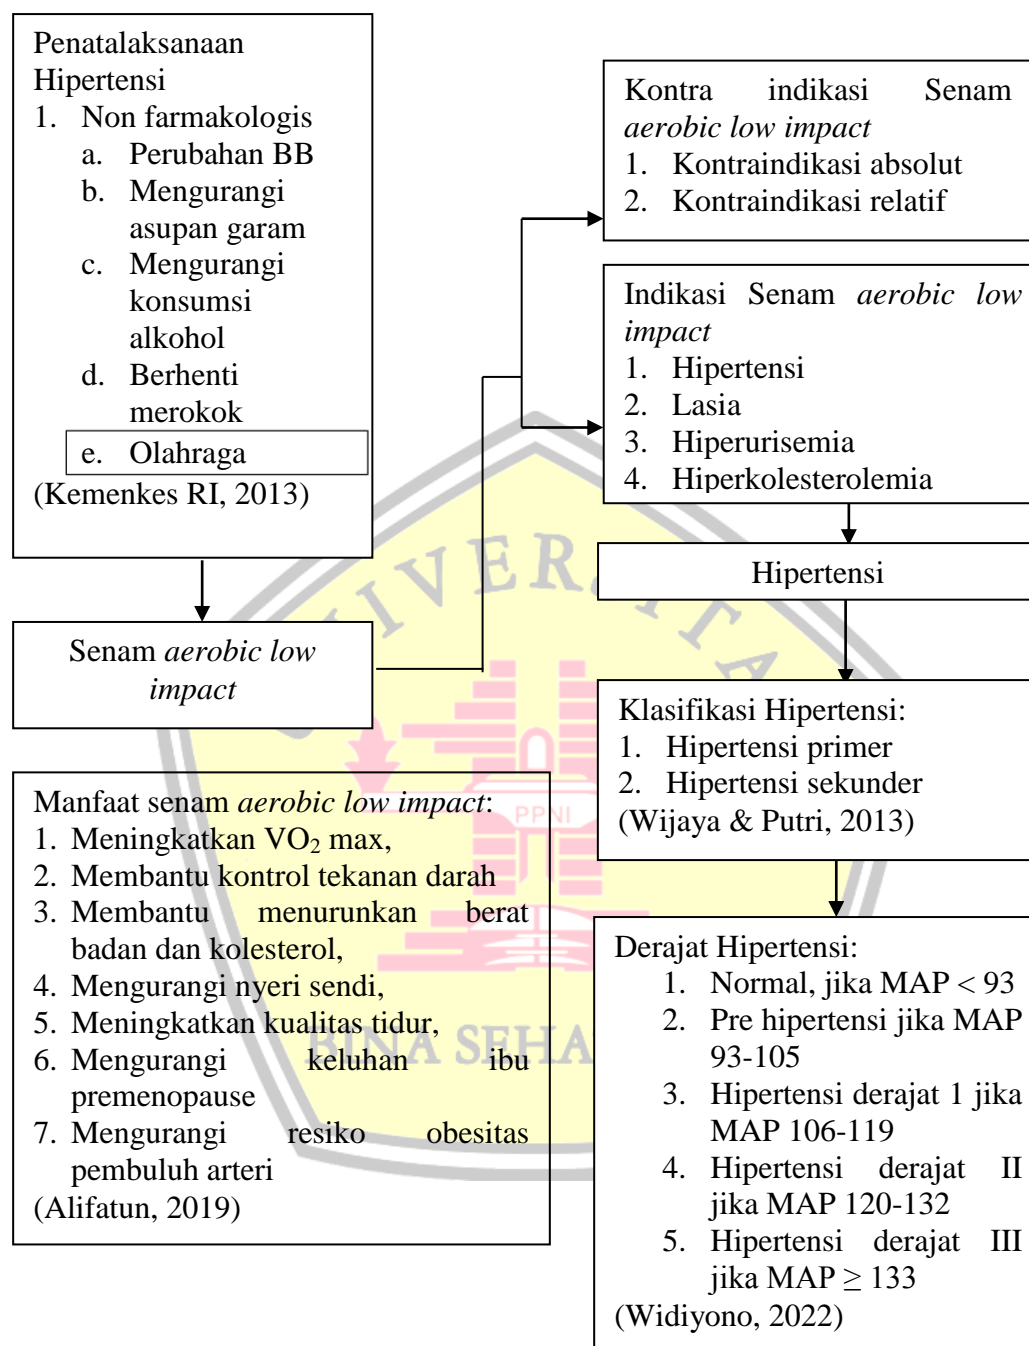 Penatalaksanaan
Hipertensi
1. Non farmakologis
a. Perubahan BB
b. Mengurangi
asupan garam
c. Mengurangi
konsumsi
alkohol
d. Berhenti
merokok
e. Olahraga
(Kemenkes RI, 2013)
Senam aerobic low
impact
Manfaat senam aerobic low impact:
1. Meningkatkan VO₂ max,
2. Membantu kontrol tekanan darah
3. Membantu menurunkan berat
badan dan kolesterol,
4. Mengurangi nyeri sendi,
5. Meningkatkan kualitas tidur,
6. Mengurangi keluhan ibu
premenopause
7. Mengurangi resiko obesitas
pembuluh arteri
(Alifatun, 2019)
Kontra indikasi Senam
aerobic low impact
1. Kontraindikasi absolut
2. Kontraindikasi relatif
Indikasi Senam aerobic low
impact
1. Hipertensi
2. Lasia
3. Hiperurisemia
4. Hiperkolesterolemia
Hipertensi
Klasifikasi Hipertensi:
1. Hipertensi primer
2. Hipertensi sekunder
(Wijaya & Putri, 2013)
Derajat Hipertensi:
1. Normal, jika MAP < 93
2. Pre hipertensi jika MAP
93-105
3. Hipertensi derajat 1 jika
MAP 106-119
4. Hipertensi derajat II
jika MAP 120-132
5. Hipertensi derajat III
jika MAP ≥ 133
(Widiyono, 2022)
PPNI